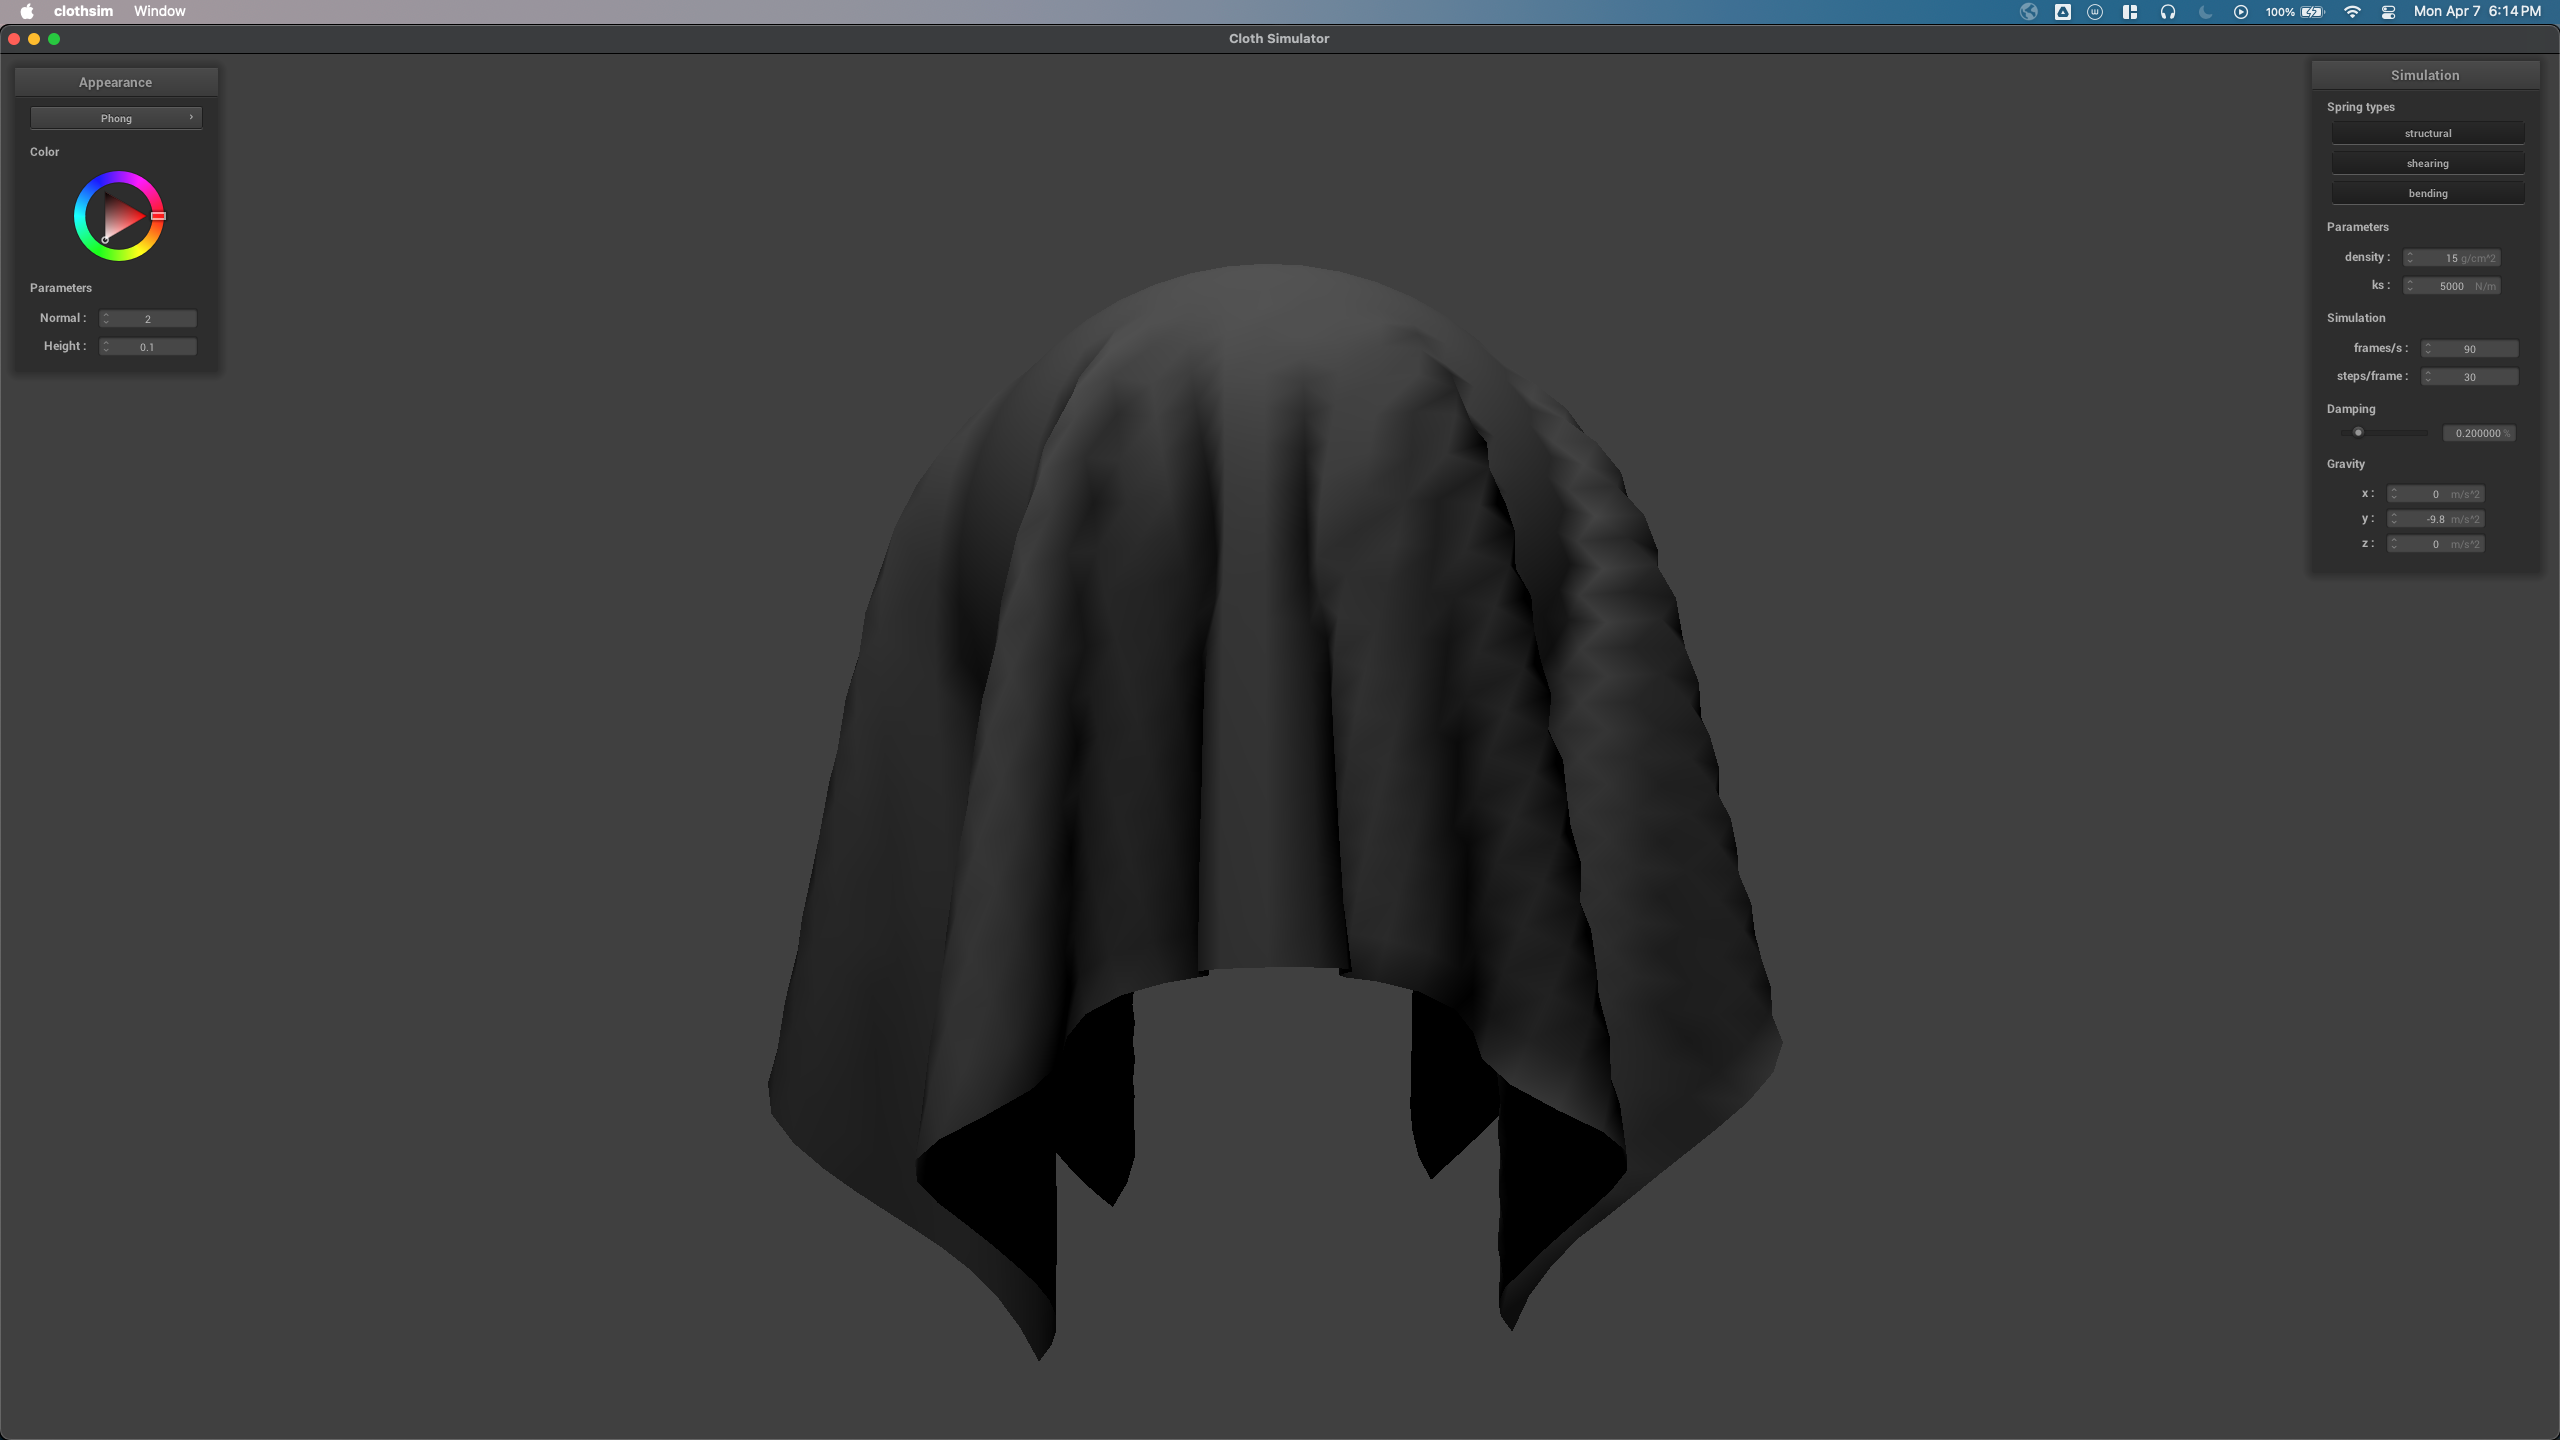 clothsim Window
100% Mon Apr 7 6:14 PM
Cloth Simulator
Appearance
Phong
Color
Parameters
Normal : 2
Height : 0.1
Simulation
Spring types
structural
shearing
bending
Parameters
density : 15 g/cm^2
ks : 5000 N/m
Simulation
frames/s : 90
steps/frame : 30
Damping
0.200000 %
Gravity
x : 0 m/s^2
y : -9.8 m/s^2
z : 0 m/s^2